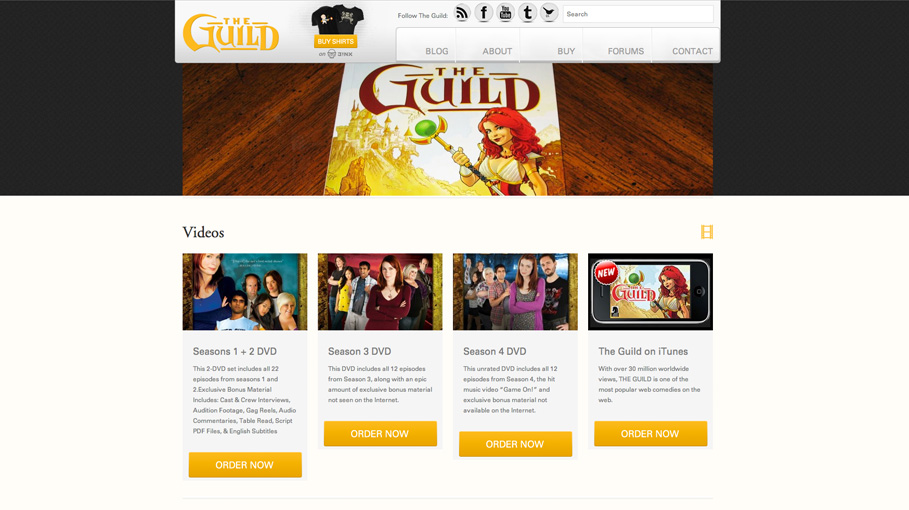 THE
GUILD
BUY SHIRTS
on JINX
Follow The Guild:
You
Tube
Search
BLOG
ABOUT
BUY
FORUMS
CONTACT
THE
GUILD
Videos
NEW
THE
GUILD
Seasons 1 + 2 DVD
This 2-DVD set includes all 22
episodes from seasons 1 and
2.Exclusive Bonus Material
Includes: Cast & Crew Interviews,
Audition Footage, Gag Reels, Audio
Commentaries, Table Read, Script
PDF Files, & English Subtitles
ORDER NOW
Season 3 DVD
This DVD includes all 12 episodes
from Season 3, along with an epic
amount of exclusive bonus material
not seen on the Internet.
ORDER NOW
Season 4 DVD
This unrated DVD includes all 12
episodes from Season 4, the hit
music video "Game On!" and
exclusive bonus material not
available on the Internet.
ORDER NOW
The Guild on iTunes
With over 30 million worldwide
views, THE GUILD is one of the
most popular web comedies on the
web.
ORDER NOW